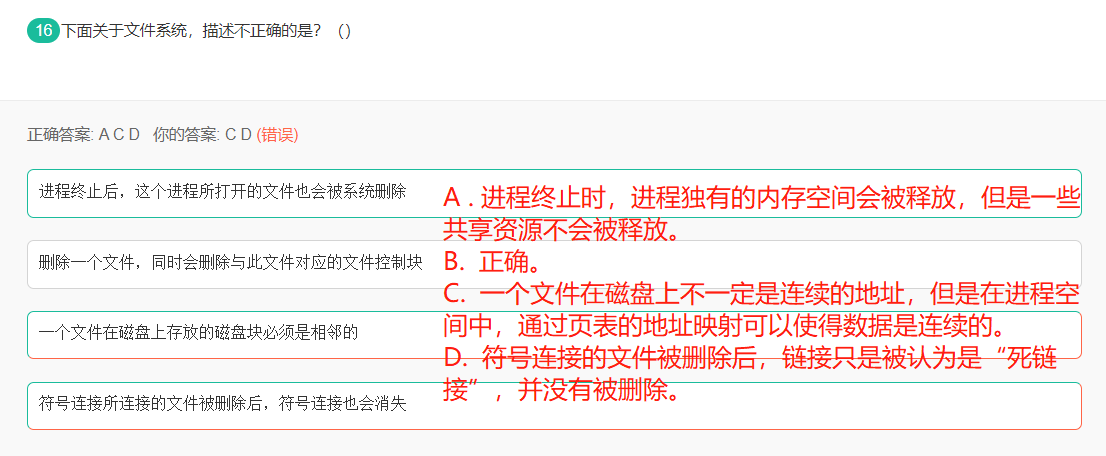 16 下面关于文件系统，描述不正确的是？（）
正确答案: A C D 你的答案: C D (错误)
进程终止后，这个进程所打开的文件也会被系统删除
A . 进程终止时，进程独有的内存空间会被释放，但是一些
共享资源不会被释放。
删除一个文件，同时会删除与此文件对应的文件控制块
B. 正确。
C. 一个文件在磁盘上不一定是连续的地址，但是在进程空
间中，通过页表的地址映射可以使得数据是连续的。
一个文件在磁盘上存放的磁盘块必须是相邻的
D. 符号连接的文件被删除后，链接只是被认为是“死链
接”，并没有被删除。
符号连接所连接的文件被删除后，符号连接也会消失